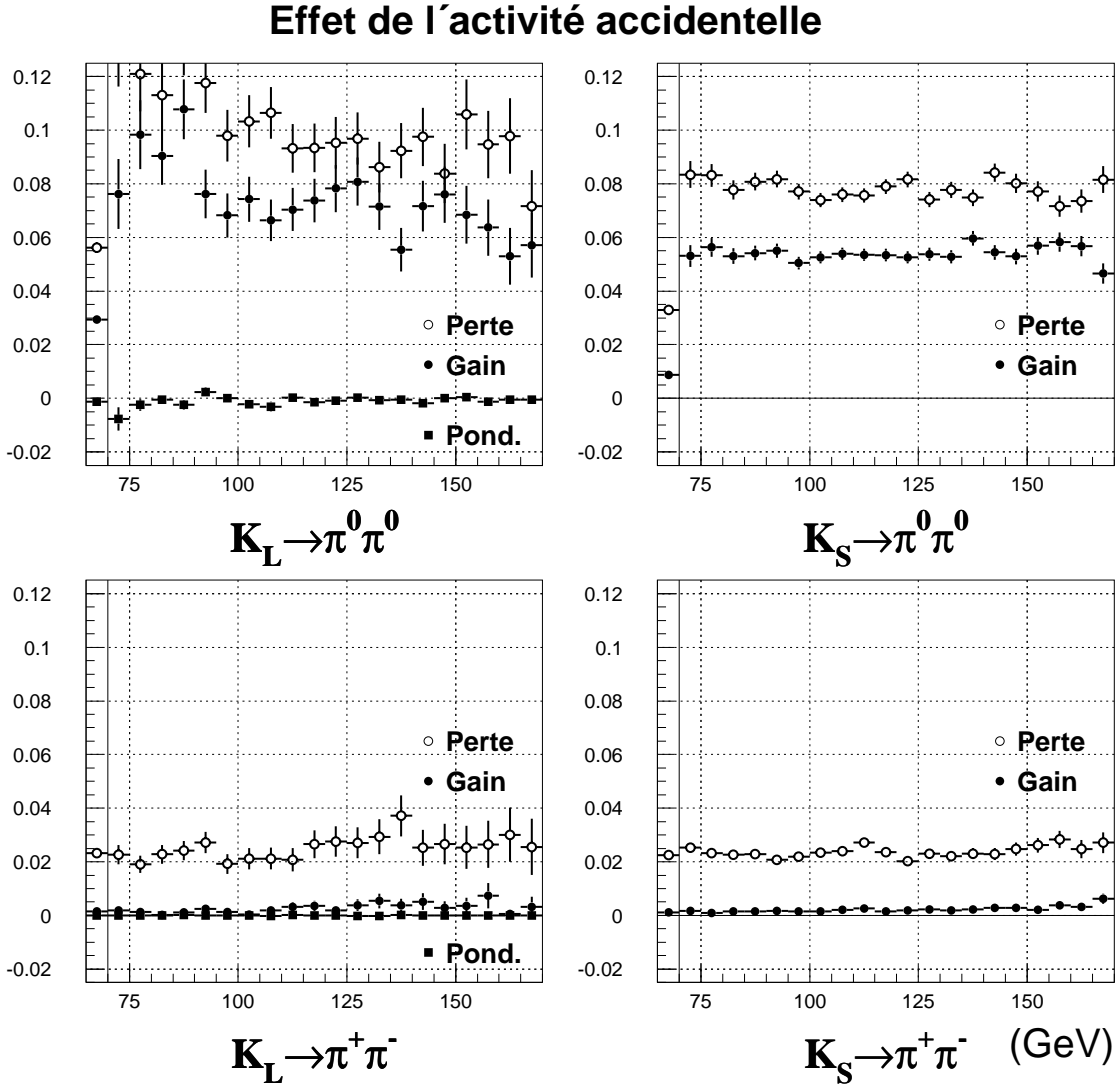 Effet de l´activité accidentelle
0.12
0.1
0.08
0.06
0.04
0.02
0
-0.02
75 100 125 150
Perte
Gain
Pond.
K_L→π⁰π⁰
0.12
0.1
0.08
0.06
0.04
0.02
0
-0.02
75 100 125 150
Perte
Gain
K_S→π⁰π⁰
0.12
0.1
0.08
0.06
0.04
0.02
0
-0.02
75 100 125 150
Perte
Gain
Pond.
K_L→π⁺π⁻
0.12
0.1
0.08
0.06
0.04
0.02
0
-0.02
75 100 125 150
Perte
Gain
K_S→π⁺π⁻ (GeV)